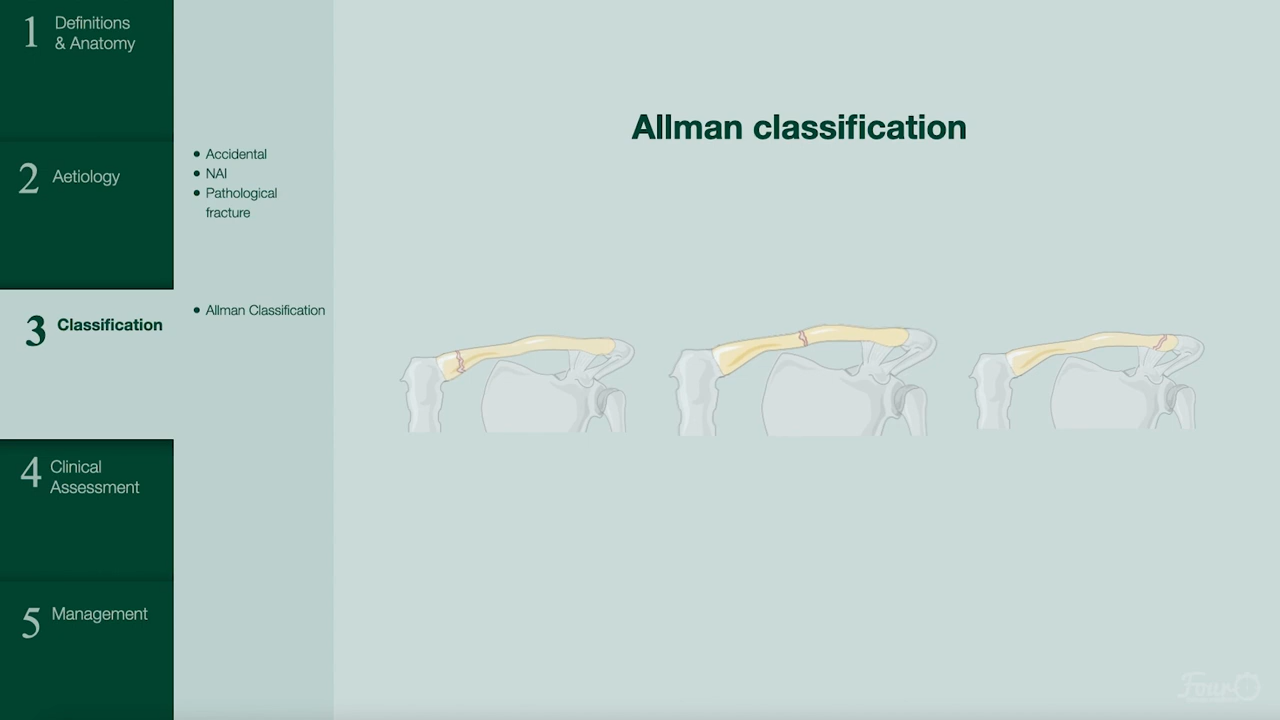 1 Definitions
& Anatomy
2 Aetiology
• Accidental
• NAI
• Pathological
fracture
3 Classification
• Allman Classification
4 Clinical
Assessment
5 Management
Allman classification
Four